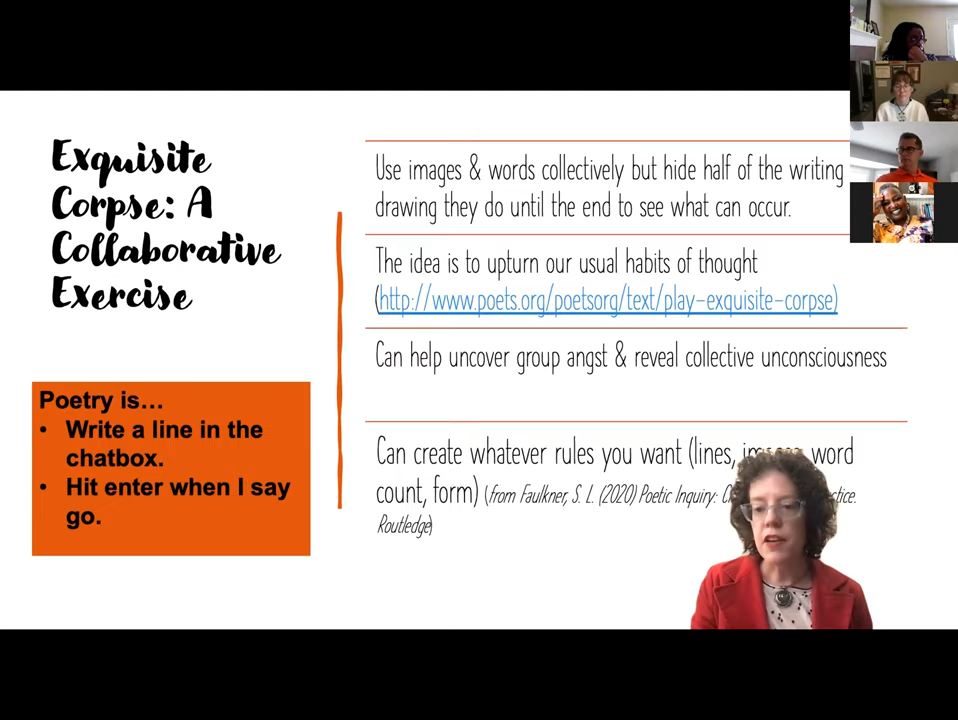 Exquisite
Corpse: A
Collaborative
Exercise
Poetry is…
• Write a line in the
chatbox.
• Hit enter when I say
go.
Use images & words collectively but hide half of the writing
drawing they do until the end to see what can occur.
The idea is to upturn our usual habits of thought
(http://www.poets.org/poetsorg/text/play-exquisite-corpse)
Can help uncover group angst & reveal collective unconsciousness
Can create whatever rules you want (lines, images, word
count, form) (from Faulkner, S. L. (2020) Poetic Inquiry:
Routledge)